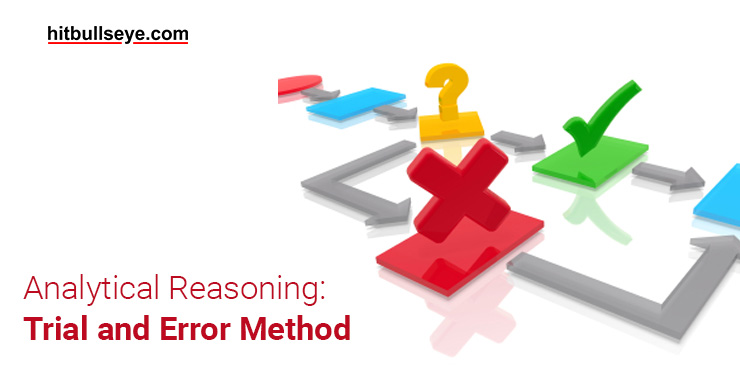 hitbullseye.com
?
Analytical Reasoning:
Trial and Error Method